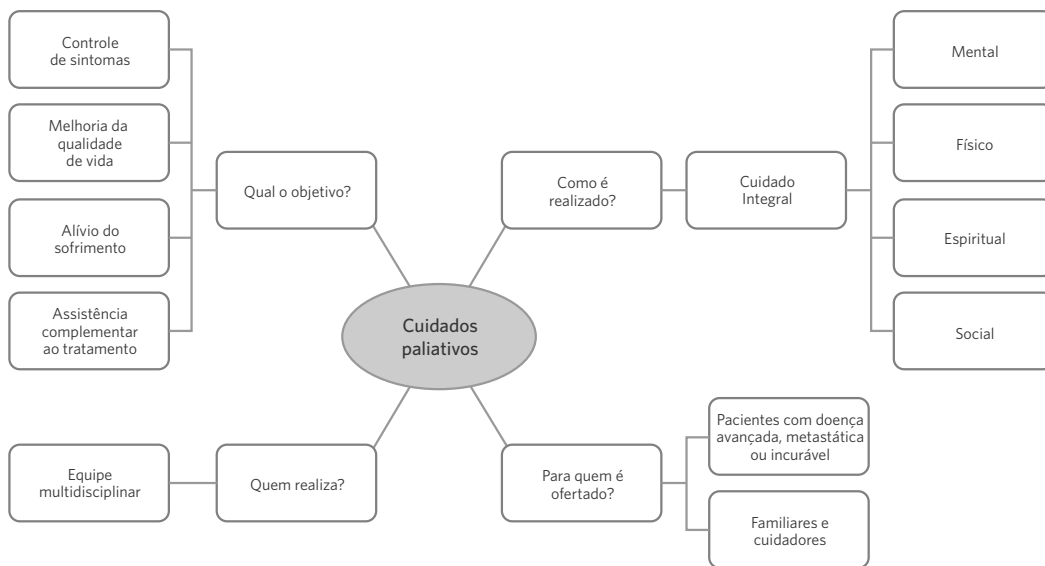 Controle
de sintomas
Melhoria da
qualidade
de vida
Alívio do
sofrimento
Assistência
complementar
ao tratamento
Qual o objetivo?
Como é
realizado?
Cuidado
Integral
Mental
Físico
Espiritual
Social
Cuidados
paliativos
Equipe
multidisciplinar
Quem realiza?
Para quem é
ofertado?
Pacientes com doença
avançada, metastática
ou incurável
Familiares e
cuidadores